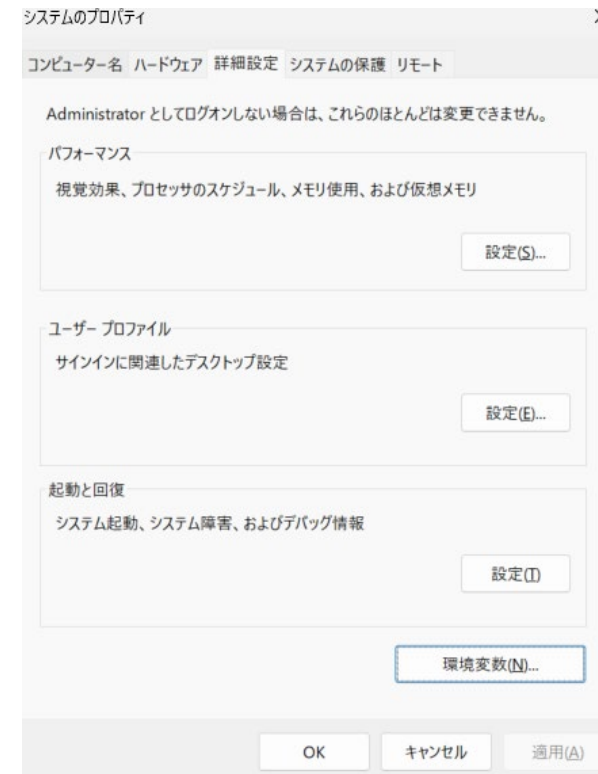 システムのプロパティ
コンピューター名 ハードウェア 詳細設定 システムの保護 リモート
Administrator としてログオンしない場合は、これらのほとんどは変更できません。
パフォーマンス
視覚効果、プロセッサのスケジュール、メモリ使用、および仮想メモリ
設定(S)...
ユーザー プロファイル
サインインに関連したデスクトップ設定
設定(E)...
起動と回復
システム起動、システム障害、およびデバッグ情報
設定(T)
環境変数(N)...
OK キャンセル 適用(A)